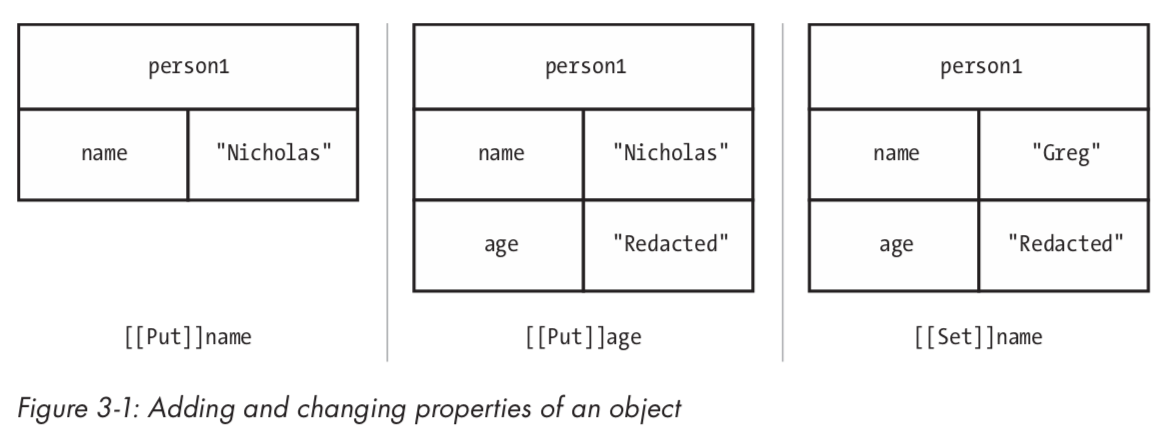 person1
name "Nicholas"
[[Put]]name
person1
name "Nicholas"
age "Redacted"
[[Put]]age
person1
name "Greg"
age "Redacted"
[[Set]]name
Figure 3-1: Adding and changing properties of an object